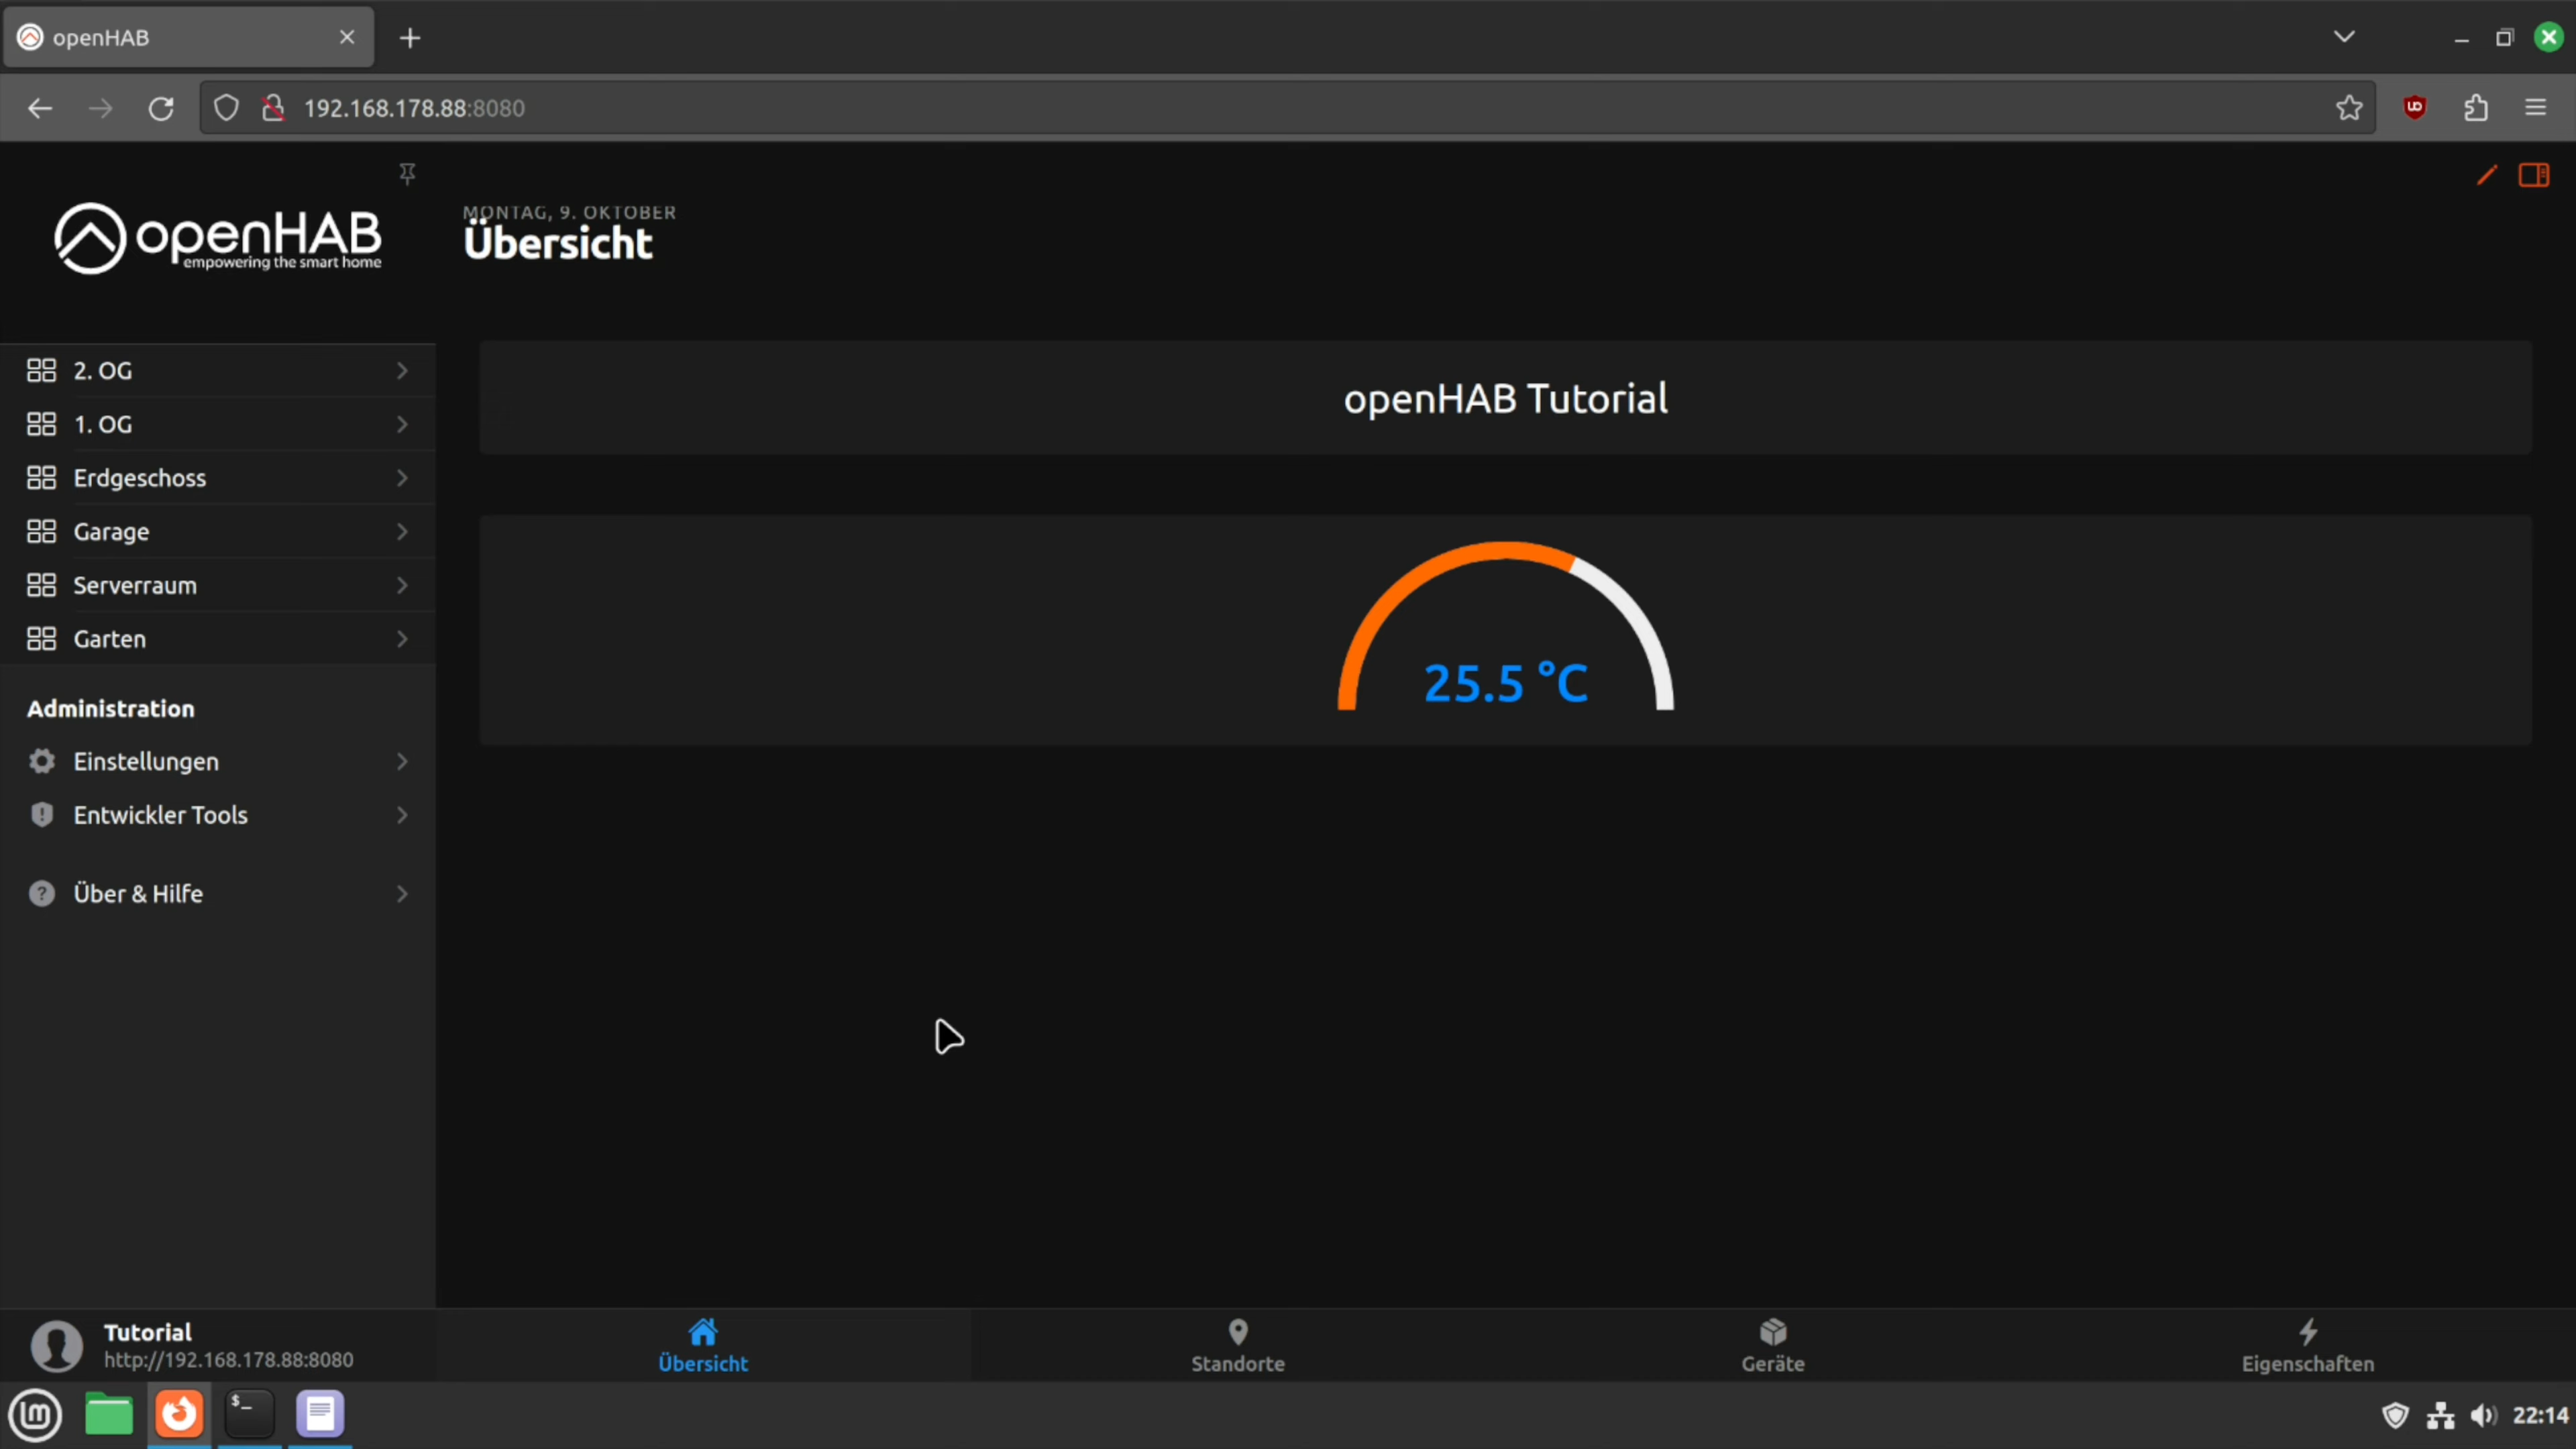 openHAB
192.168.178.88:8080
openHAB
empowering the smart home
MONTAG, 9. OKTOBER
Übersicht
2. OG
1. OG
Erdgeschoss
Garage
Serverraum
Garten
Administration
Einstellungen
Entwickler Tools
Über & Hilfe
openHAB Tutorial
25.5 °C
Tutorial
http://192.168.178.88:8080
Übersicht
Standorte
Geräte
Eigenschaften
22:14